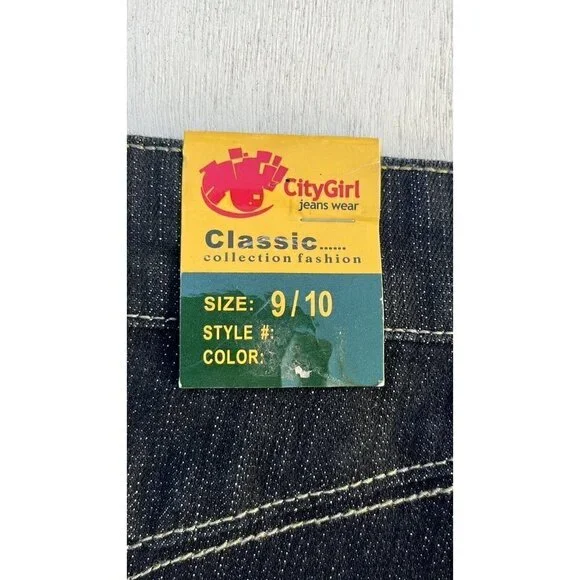 CityGirl
jeans wear
Classic......
collection fashion
SIZE: 9/10
STYLE #:
COLOR: